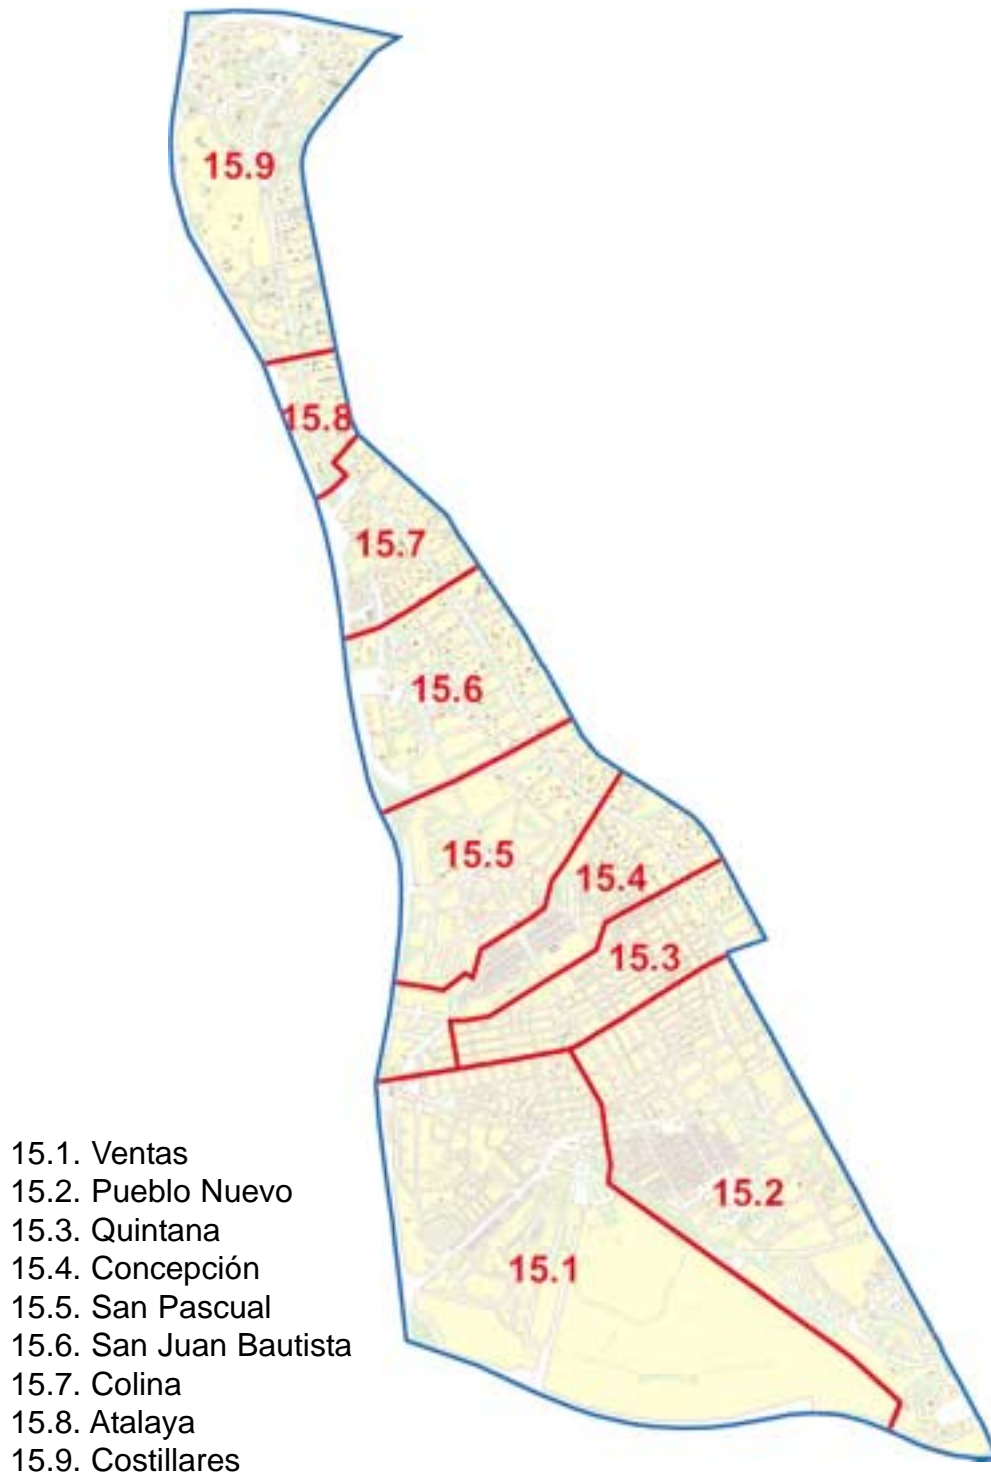 15.9
15.8
15.7
15.6
15.5
15.4
15.3
15.2
15.1
15.1. Ventas
15.2. Pueblo Nuevo
15.3. Quintana
15.4. Concepción
15.5. San Pascual
15.6. San Juan Bautista
15.7. Colina
15.8. Atalaya
15.9. Costillares